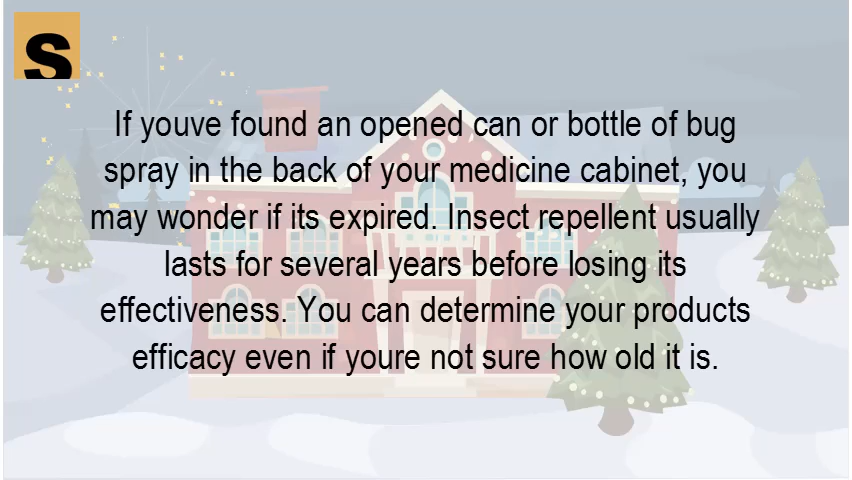 S
If youve found an opened can or bottle of bug
spray in the back of your medicine cabinet, you
may wonder if its expired. Insect repellent usually
lasts for several years before losing its
effectiveness. You can determine your products
efficacy even if youre not sure how old it is.